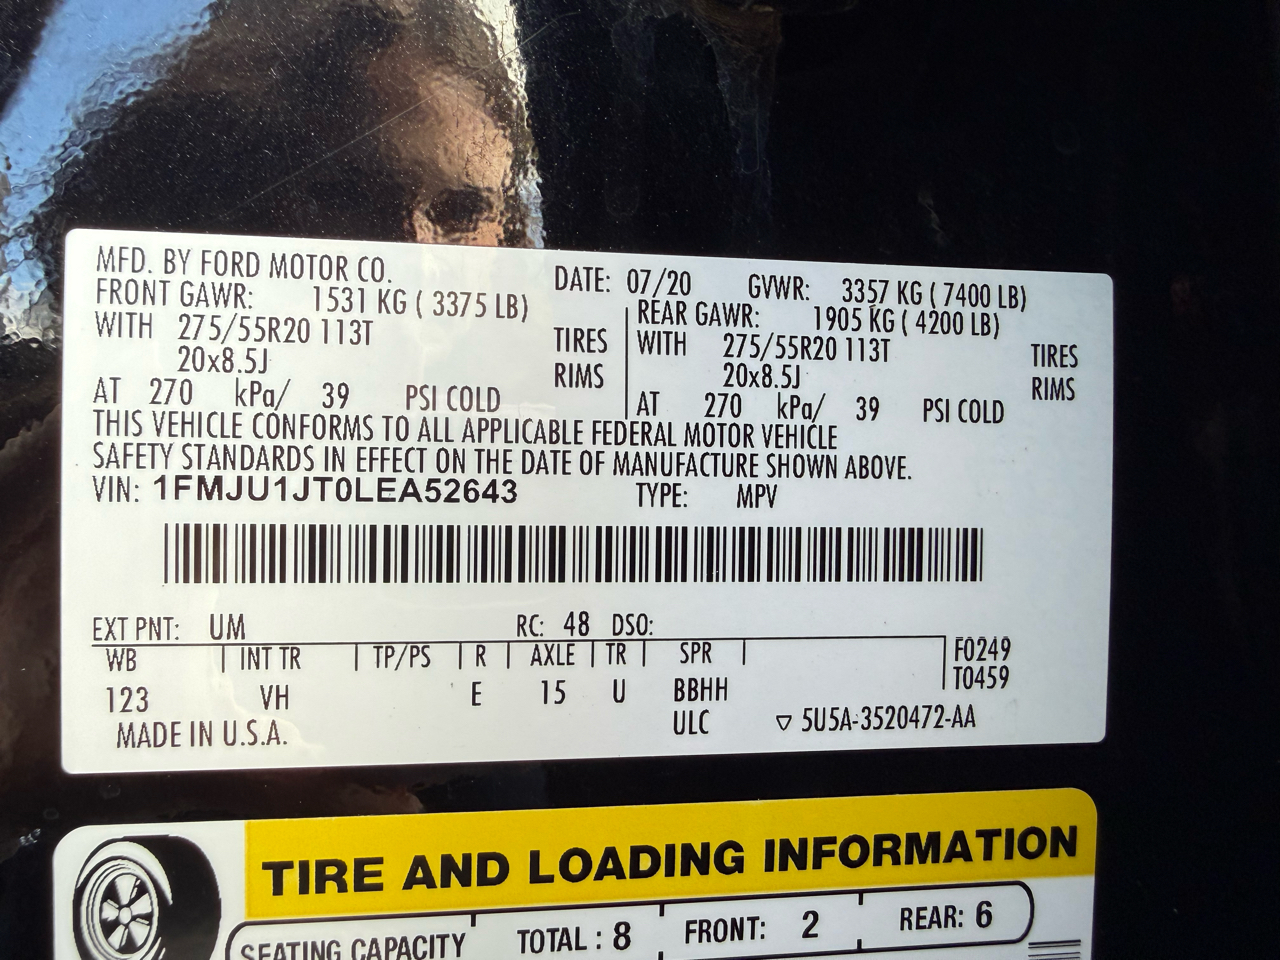 MFD. BY FORD MOTOR CO. DATE: 07/20 GVWR: 3357 KG ( 7400 LB)
FRONT GAWR: 1531 KG ( 3375 LB) REAR GAWR: 1905 KG ( 4200 LB)
WITH 275/55R20 113T TIRES WITH 275/55R20 113T TIRES
20x8.5J RIMS 20x8.5J RIMS
AT 270 kPa/ 39 PSI COLD AT 270 kPa/ 39 PSI COLD
THIS VEHICLE CONFORMS TO ALL APPLICABLE FEDERAL MOTOR VEHICLE
SAFETY STANDARDS IN EFFECT ON THE DATE OF MANUFACTURE SHOWN ABOVE.
VIN: 1FMJU1JT0LEA52643 TYPE: MPV
EXT PNT: UM RC: 48 DSO:
WB | INT TR | TP/PS | R | AXLE | TR | SPR | F0249
T0459
123 VH E 15 U BBHH
MADE IN U.S.A. ULC ▽ 5U5A-3520472-AA
TIRE AND LOADING INFORMATION
SEATING CAPACITY TOTAL : 8 FRONT: 2 REAR: 6